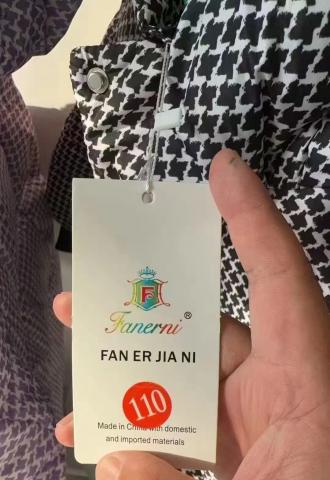 F
Fanerni®
FAN ER JIA NI
110
Made in China with domestic
and imported materials